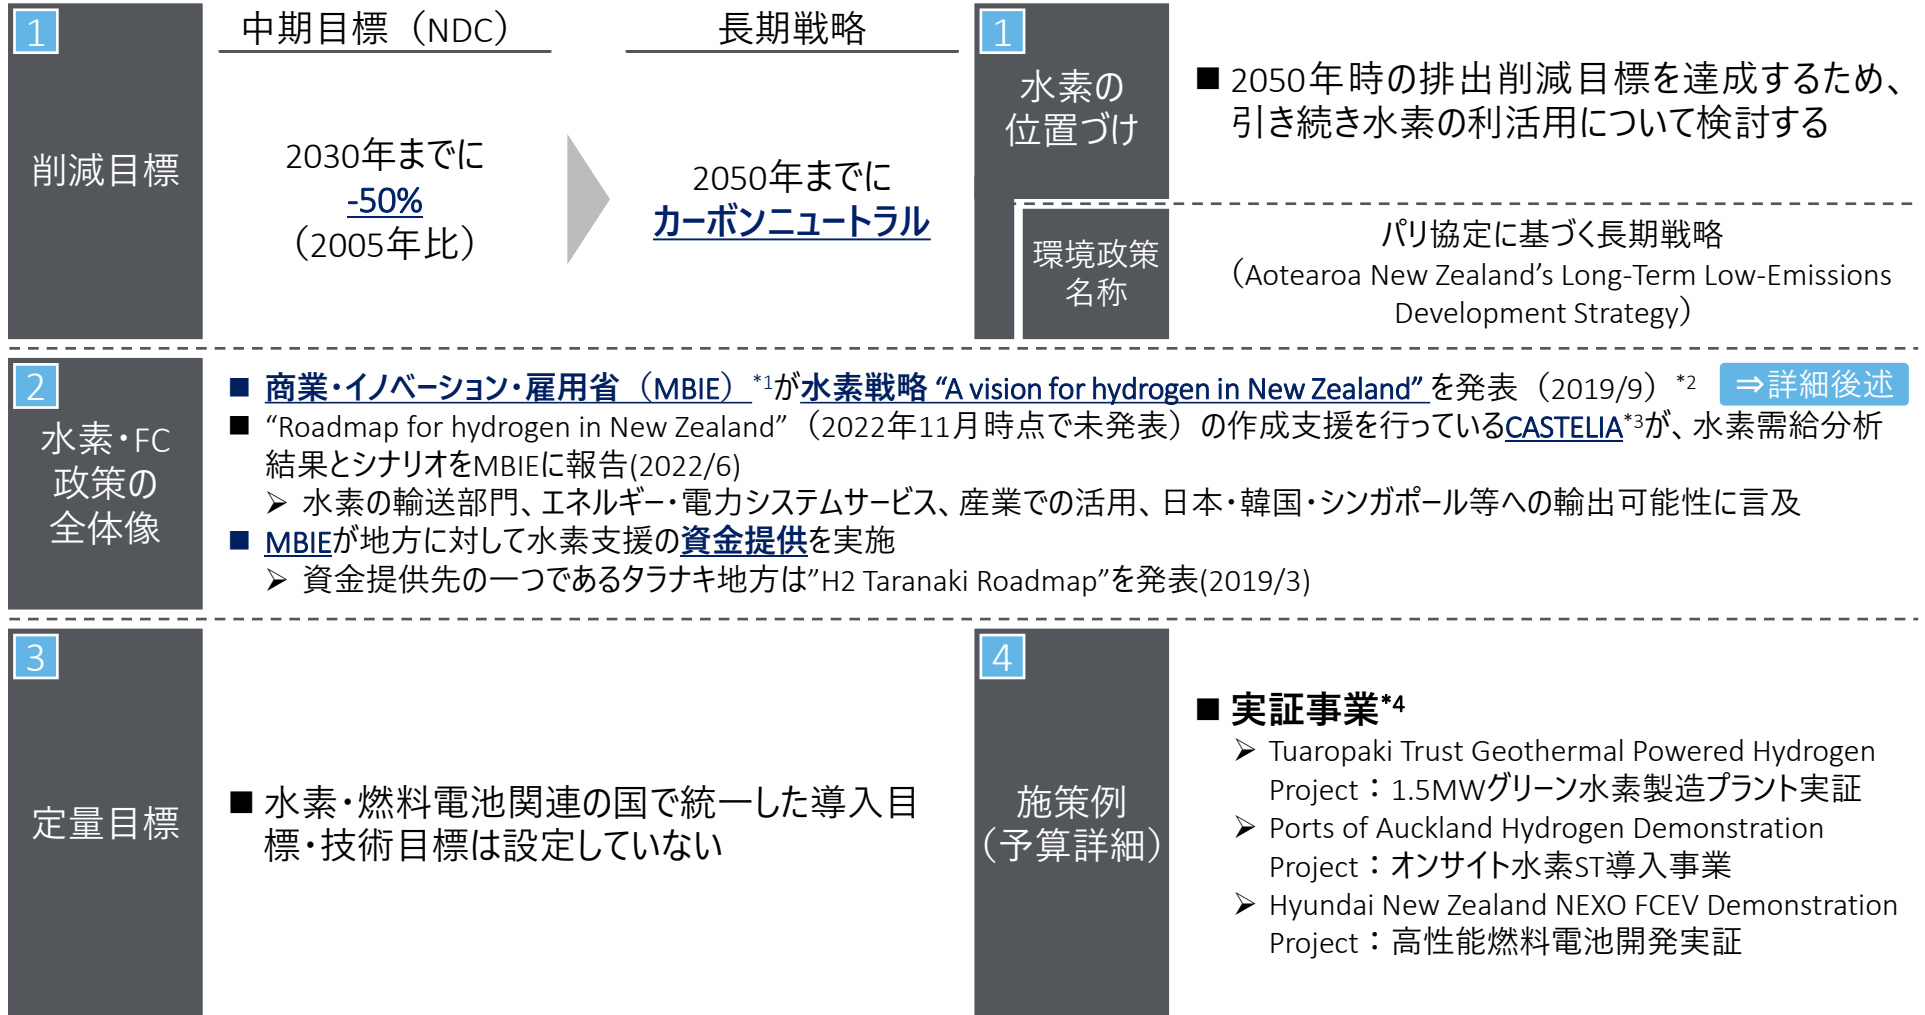 1
削減目標
中期目標（NDC）
2030年までに
-50%
（2005年比）
長期戦略
2050年までに
カーボンニュートラル
1
水素の
位置づけ
■ 2050年時の排出削減目標を達成するため、
引き続き水素の利活用について検討する
環境政策
名称
パリ協定に基づく長期戦略
（Aotearoa New Zealand's Long-Term Low-Emissions
Development Strategy）
2
水素・FC
政策の
全体像
■ 商業・イノベーション・雇用省（MBIE）*1が水素戦略 “A vision for hydrogen in New Zealand” を発表（2019/9）*2
⇒詳細後述
■ “Roadmap for hydrogen in New Zealand”（2022年11月時点で未発表）の作成支援を行っているCASTELIA*3が、水素需給分析
結果とシナリオをMBIEに報告(2022/6)
➢ 水素の輸送部門、エネルギー・電力システムサービス、産業での活用、日本・韓国・シンガポール等への輸出可能性に言及
■ MBIEが地方に対して水素支援の資金提供を実施
➢ 資金提供先の一つであるタラナキ地方は”H2 Taranaki Roadmap”を発表(2019/3)
3
定量目標
■ 水素・燃料電池関連の国で統一した導入目
標・技術目標は設定していない
4
施策例
（予算詳細）
■ 実証事業*4
➢ Tuaropaki Trust Geothermal Powered Hydrogen
Project：1.5MWグリーン水素製造プラント実証
➢ Ports of Auckland Hydrogen Demonstration
Project：オンサイト水素ST導入事業
➢ Hyundai New Zealand NEXO FCEV Demonstration
Project：高性能燃料電池開発実証